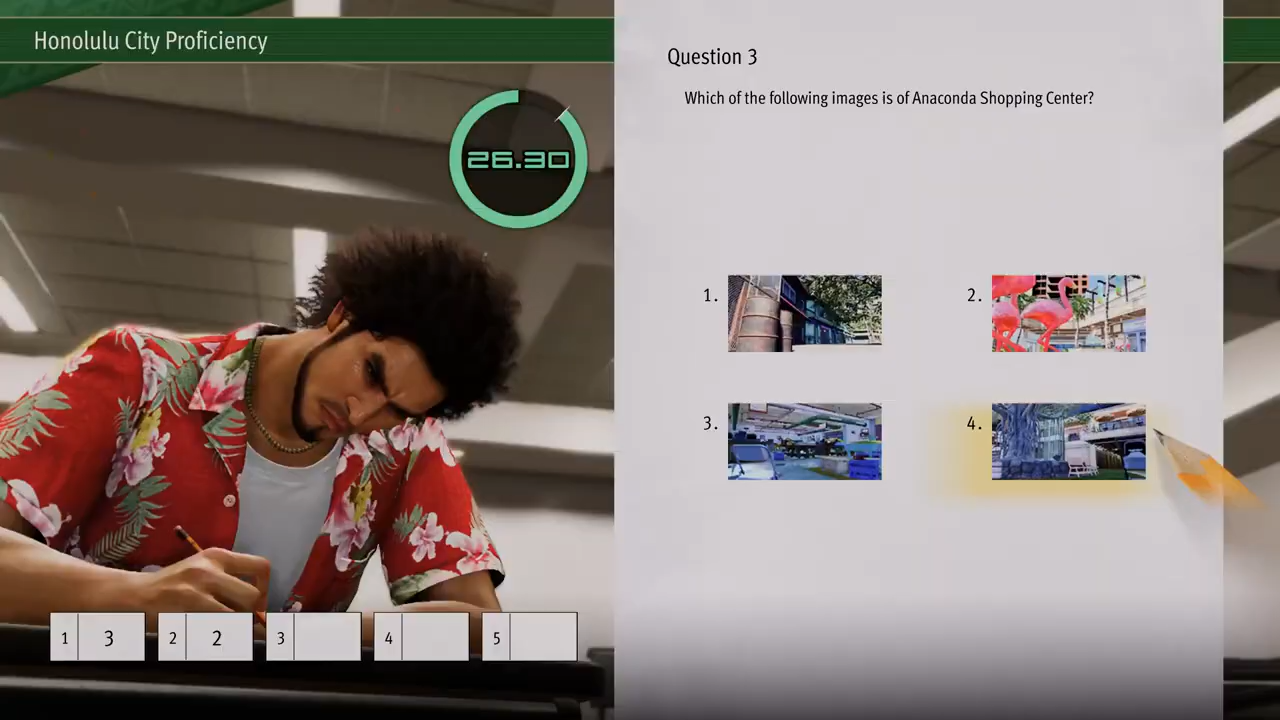 Honolulu City Proficiency
26.30
Question 3
Which of the following images is of Anaconda Shopping Center?
1.
2.
3.
4.
1 3 2 2 3 4 5